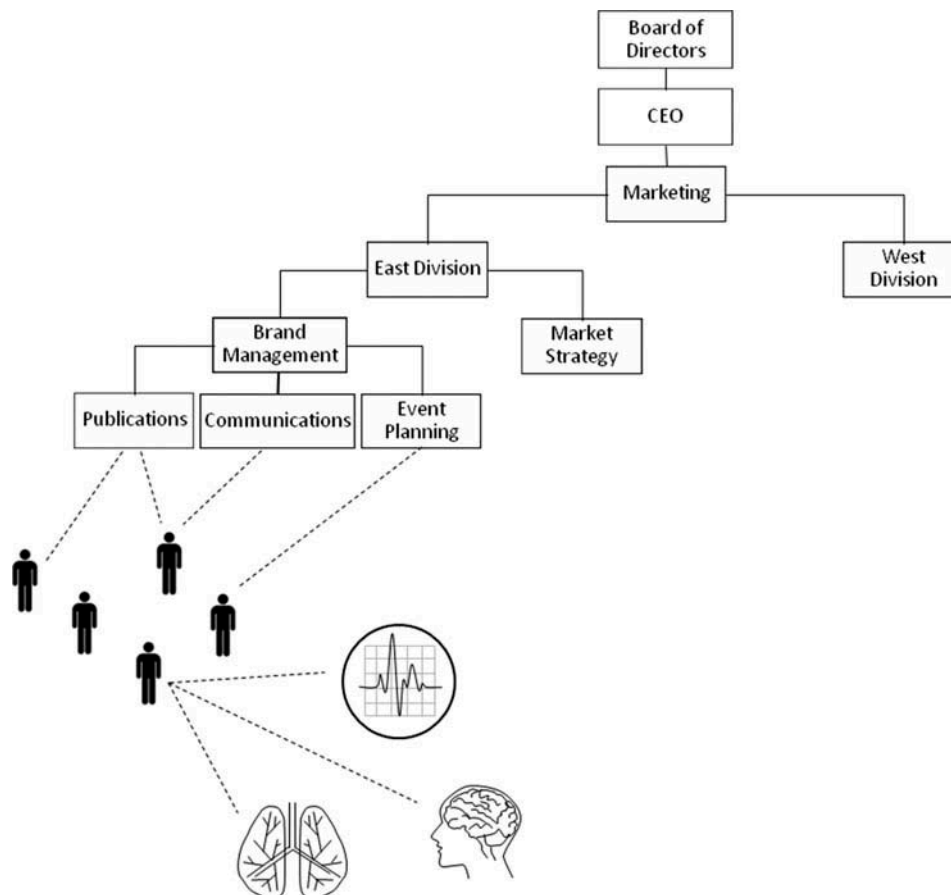 Board of
Directors
CEO
Marketing
East Division
West
Division
Brand
Management
Market
Strategy
Publications
Communications
Event
Planning